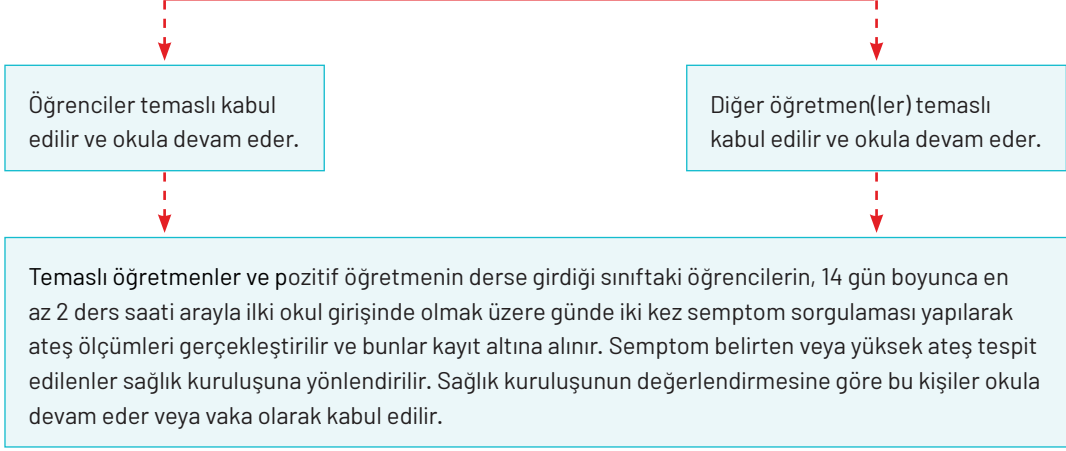 Öğrenciler temaslı kabul
edilir ve okula devam eder.
Diğer öğretmen(ler) temaslı
kabul edilir ve okula devam eder.
Temaslı öğretmenler ve pozitif öğretmenin derse girdiği sınıftaki öğrencilerin, 14 gün boyunca en
az 2 ders saati arayla ilki okul girişinde olmak üzere günde iki kez semptom sorgulaması yapılarak
ateş ölçümleri gerçekleştirilir ve bunlar kayıt altına alınır. Semptom belirten veya yüksek ateş tespit
edilenler sağlık kuruluşuna yönlendirilir. Sağlık kuruluşunun değerlendirmesine göre bu kişiler okula
devam eder veya vaka olarak kabul edilir.